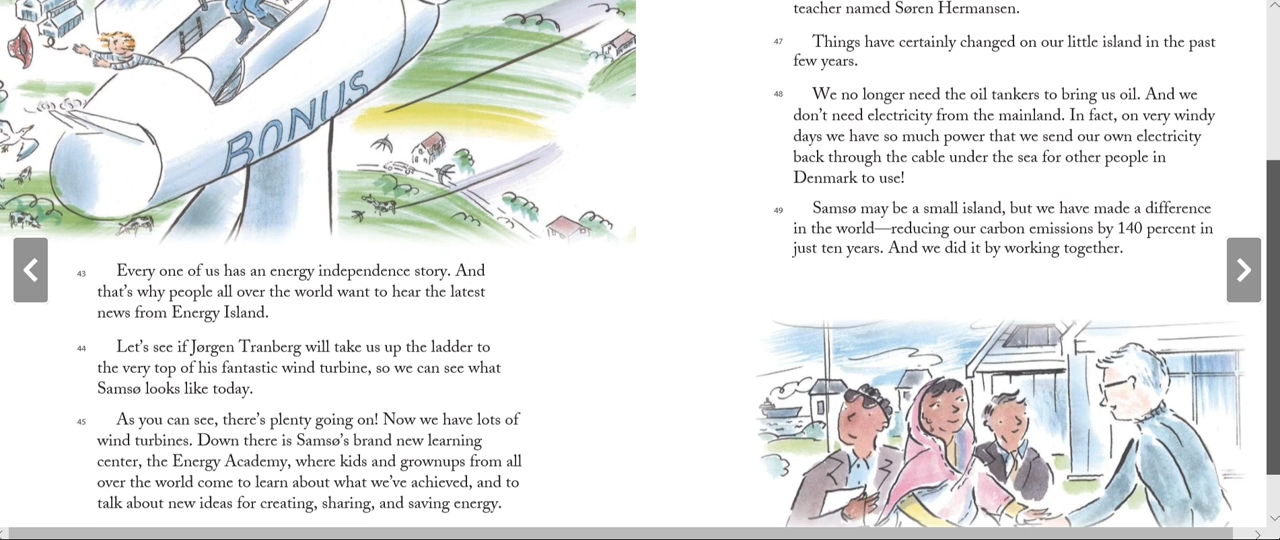 BONUS
43 Every one of us has an energy independence story. And
that's why people all over the world want to hear the latest
news from Energy Island.
44 Let's see if Jørgen Tranberg will take us up the ladder to
the very top of his fantastic wind turbine, so we can see what
Samsø looks like today.
45 As you can see, there's plenty going on! Now we have lots of
wind turbines. Down there is Samsø's brand new learning
center, the Energy Academy, where kids and grownups from all
over the world come to learn about what we've achieved, and to
talk about new ideas for creating, sharing, and saving energy.
teacher named Søren Hermansen.
47 Things have certainly changed on our little island in the past
few years.
48 We no longer need the oil tankers to bring us oil. And we
don't need electricity from the mainland. In fact, on very windy
days we have so much power that we send our own electricity
back through the cable under the sea for other people in
Denmark to use!
49 Samsø may be a small island, but we have made a difference
in the world—reducing our carbon emissions by 140 percent in
just ten years. And we did it by working together.